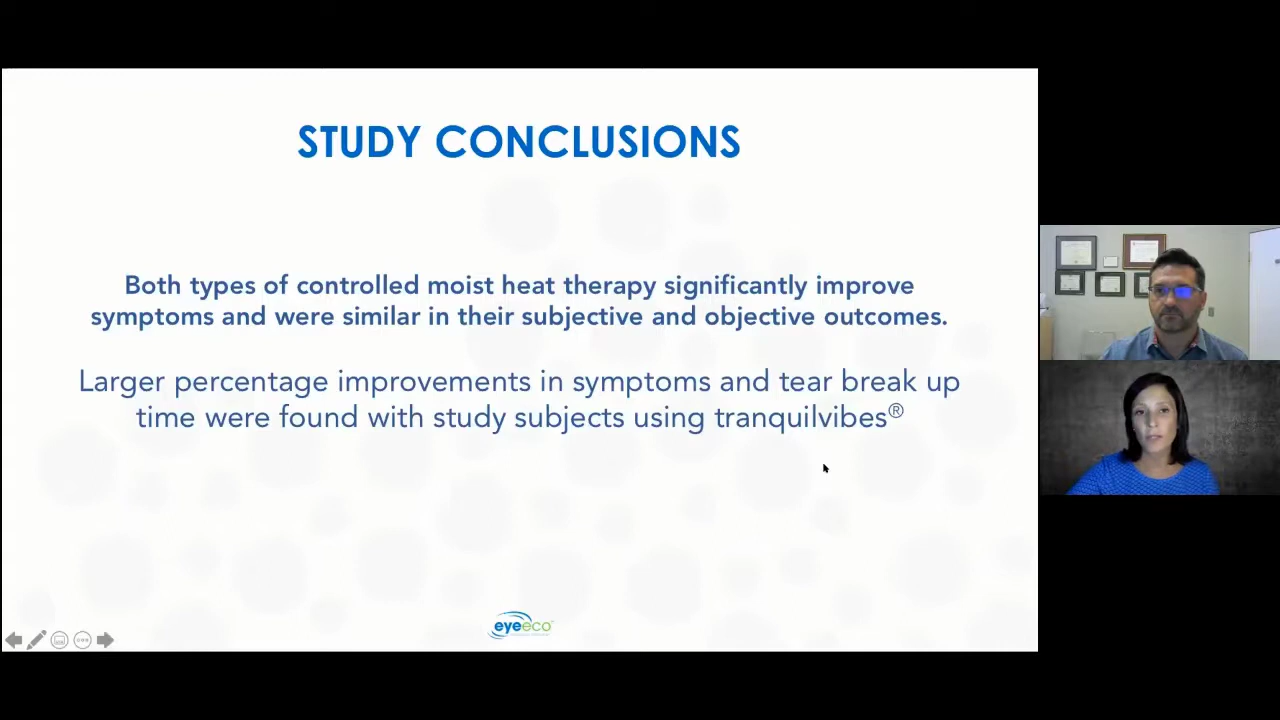 STUDY CONCLUSIONS
Both types of controlled moist heat therapy significantly improve
symptoms and were similar in their subjective and objective outcomes.
Larger percentage improvements in symptoms and tear break up
time were found with study subjects using tranquilvibes®
eyeeco™